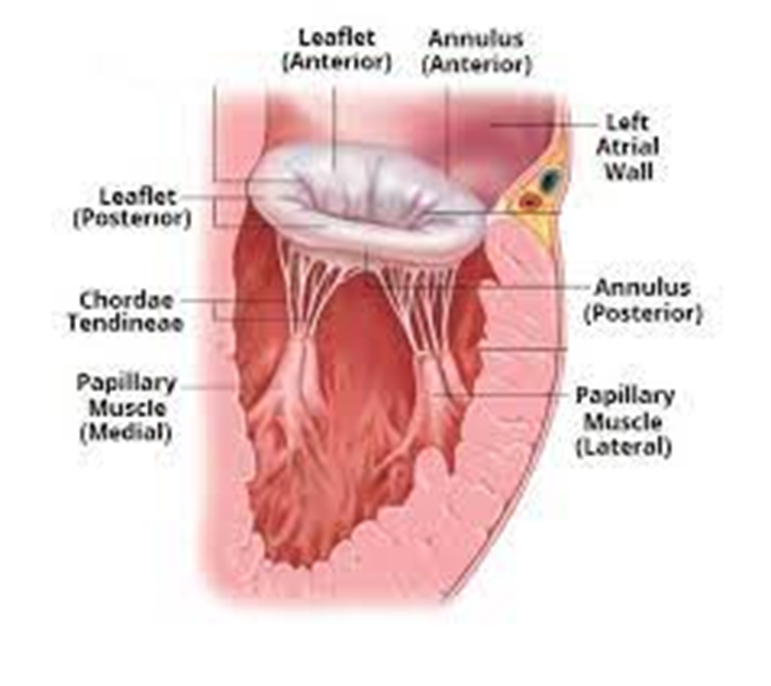 Leaflet
(Anterior)
Annulus
(Anterior)
Left
Atrial
Wall
Leaflet
(Posterior)
Annulus
(Posterior)
Chordae
Tendineae
Papillary
Muscle
(Medial)
Papillary
Muscle
(Lateral)